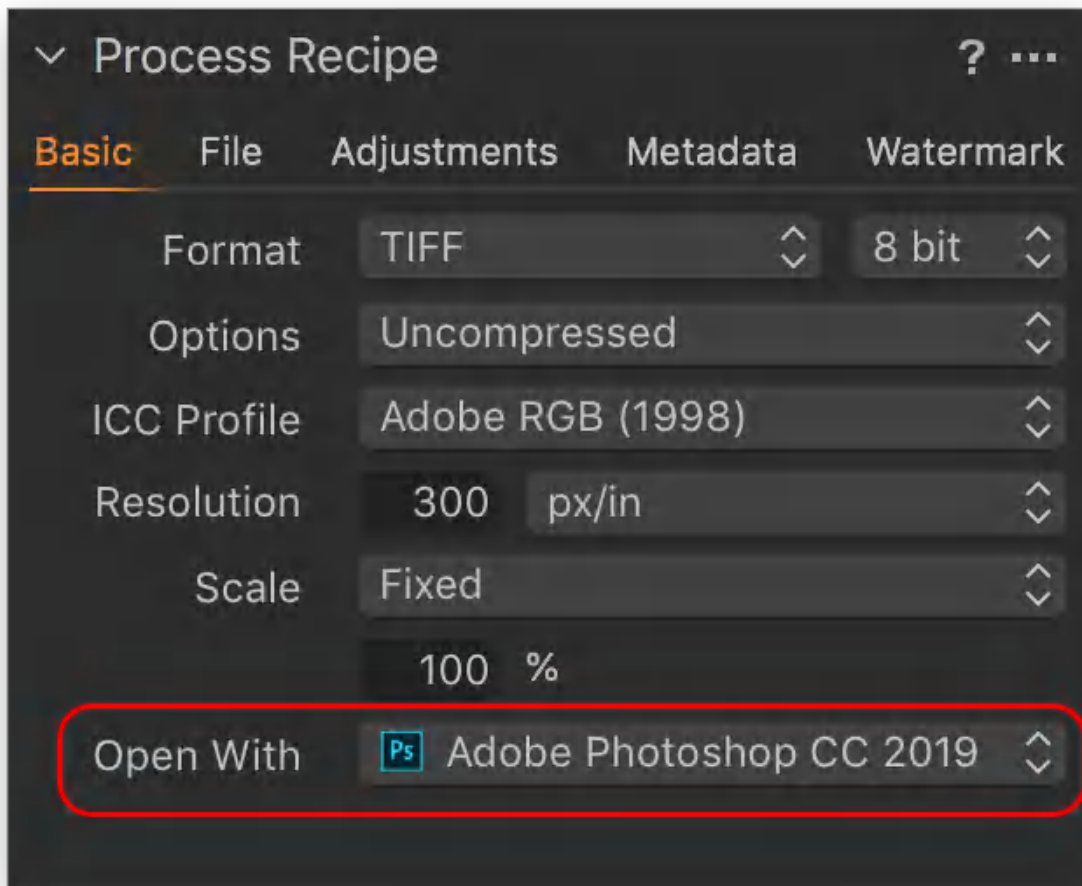 Process Recipe ? ...
Basic File Adjustments Metadata Watermark
Format TIFF 8 bit
Options Uncompressed
ICC Profile Adobe RGB (1998)
Resolution 300 px/in
Scale Fixed
100 %
Open With Ps Adobe Photoshop CC 2019